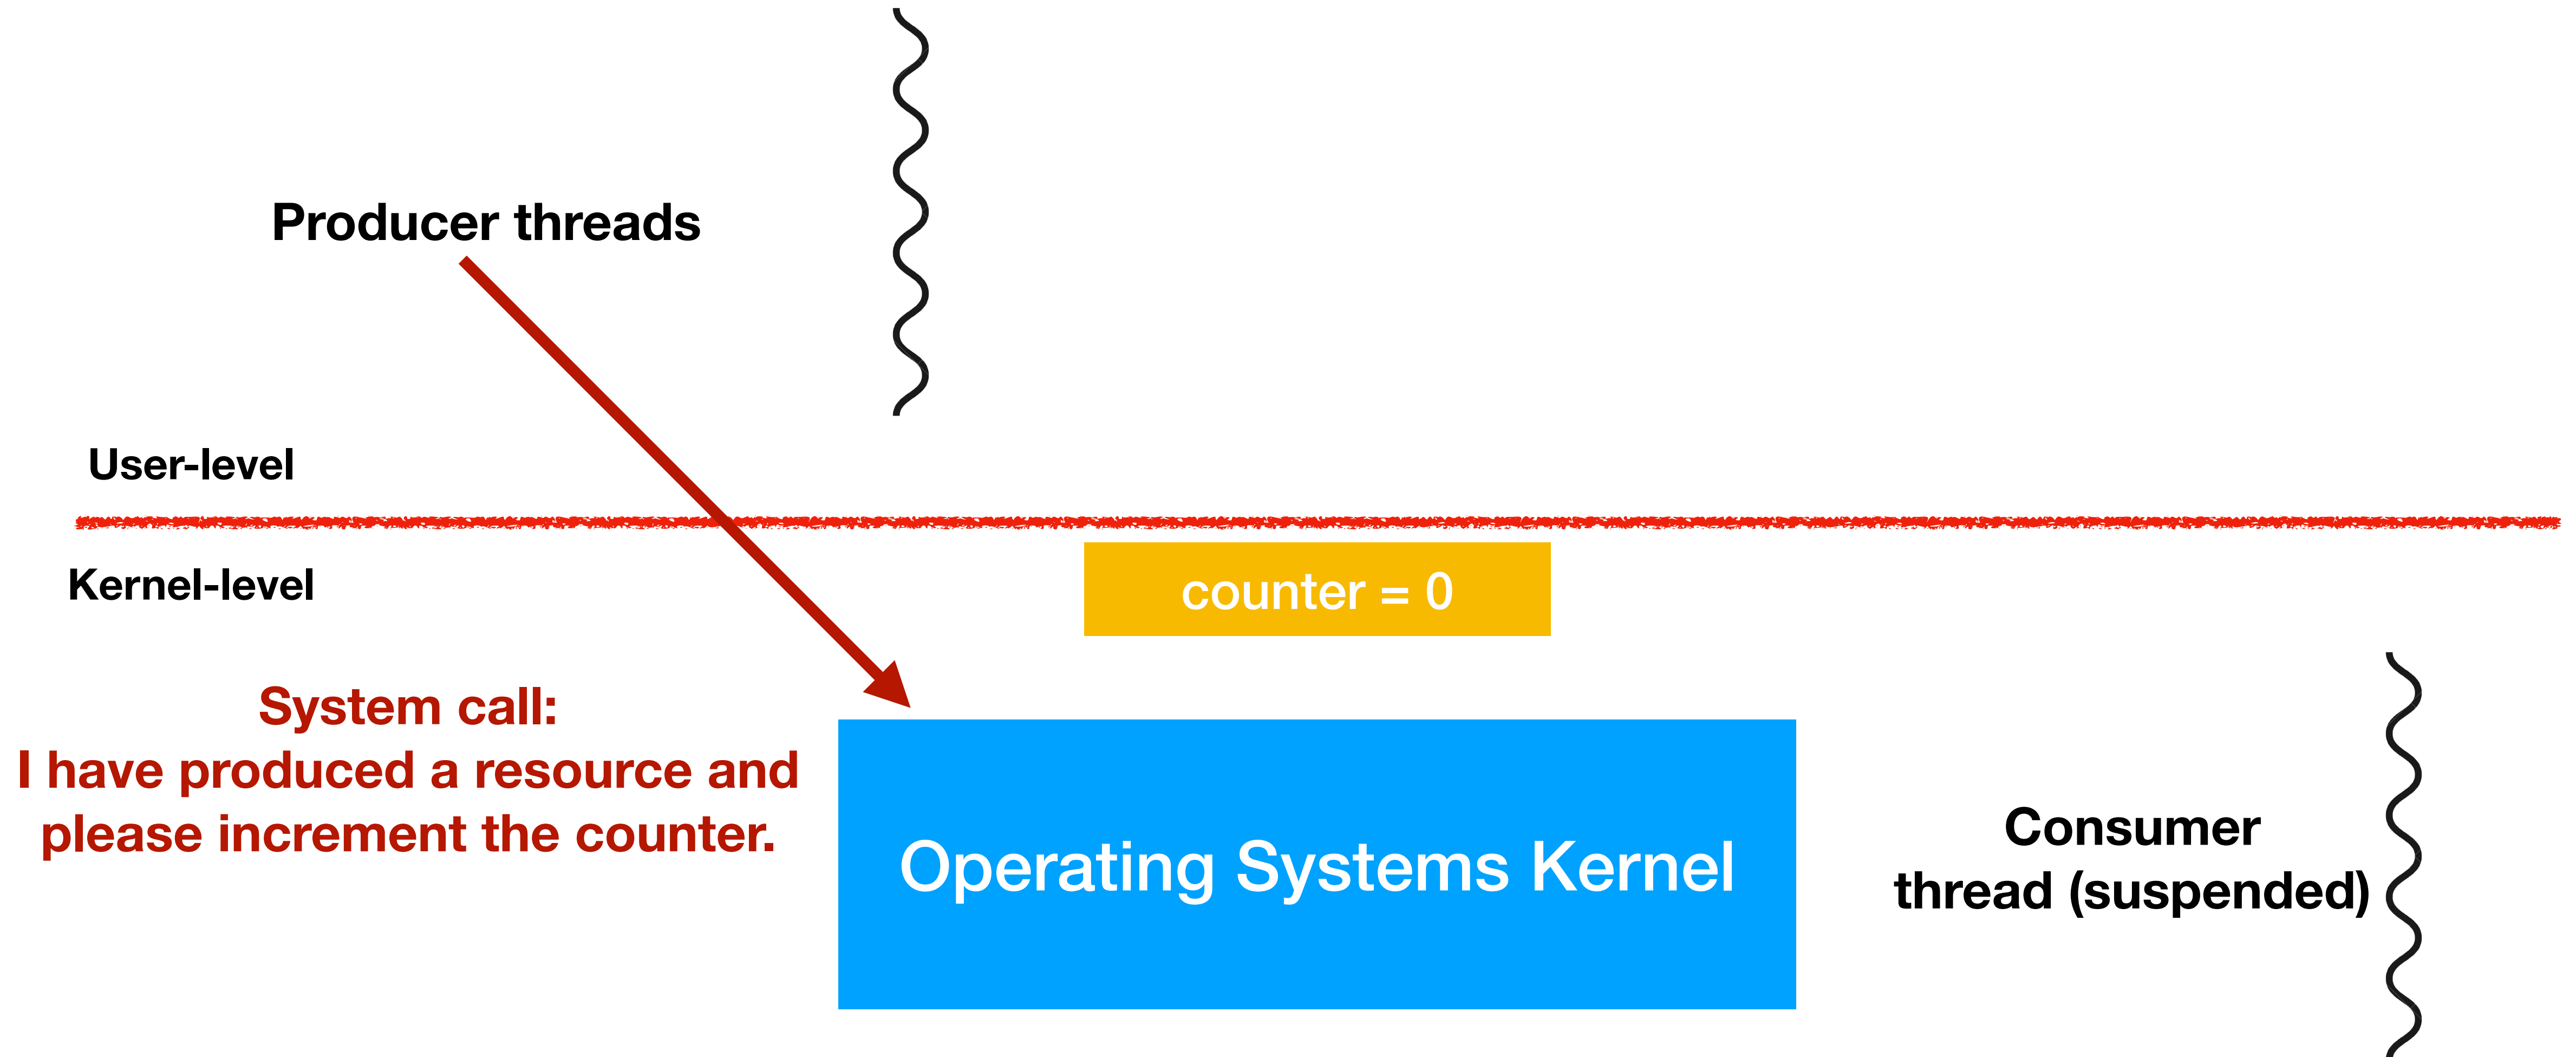 Producer threads
User-level
Kernel-level
counter = 0
System call:
I have produced a resource and
please increment the counter.
Operating Systems Kernel
Consumer
thread (suspended)